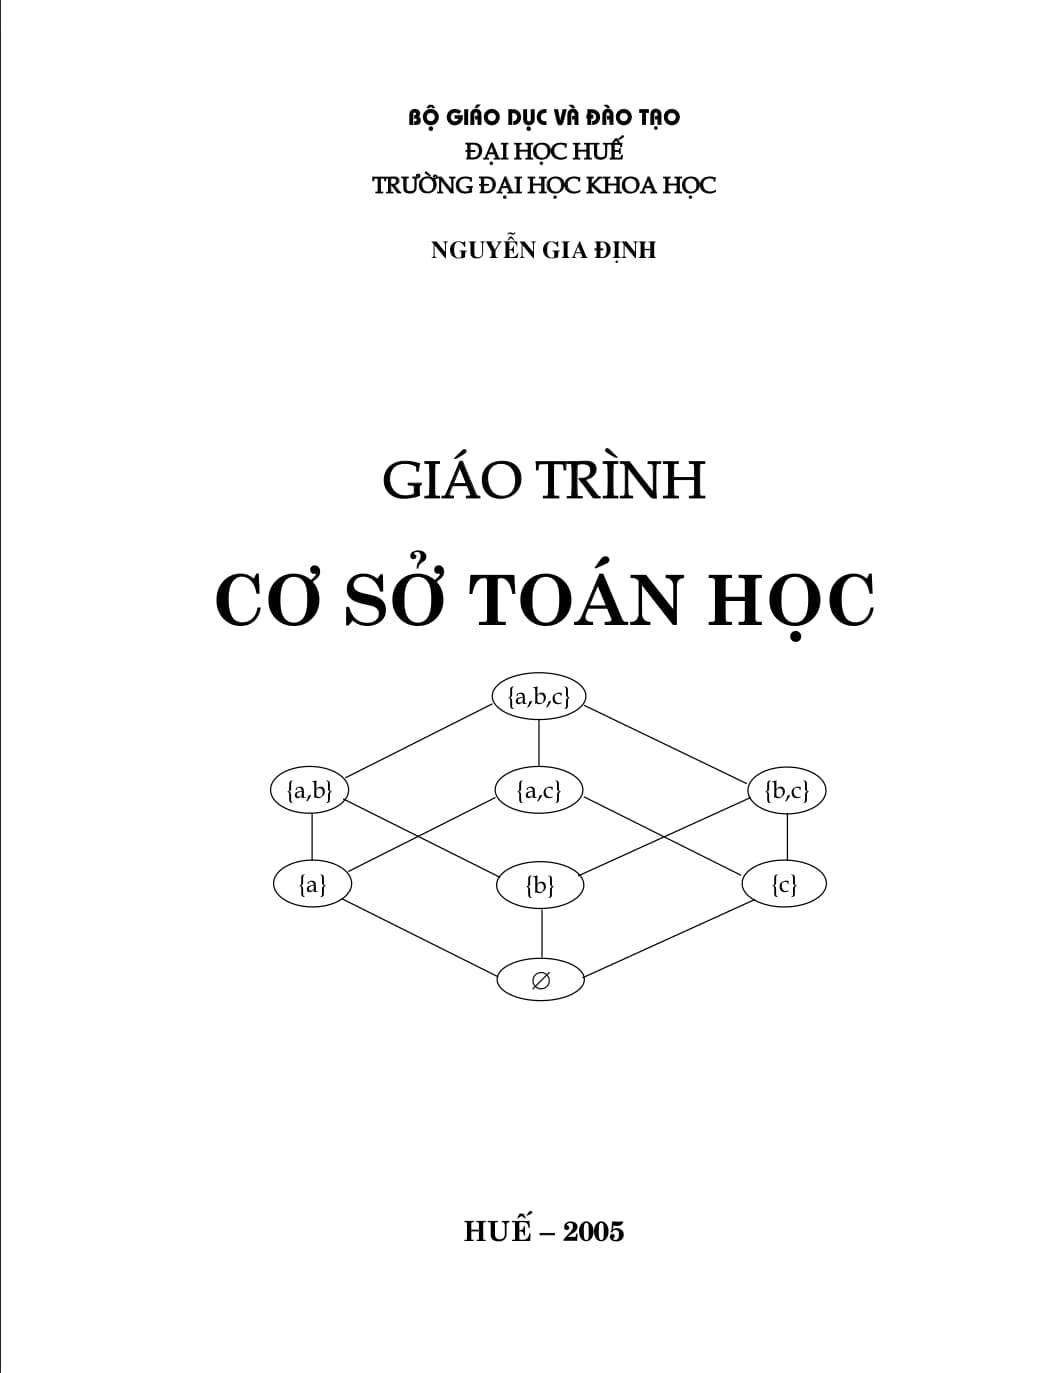 BỘ GIÁO DỤC VÀ ĐÀO TẠO
ĐẠI HỌC HUẾ
TRƯỜNG ĐẠI HỌC KHOA HỌC
NGUYỄN GIA ĐỊNH
GIÁO TRÌNH
CƠ SỞ TOÁN HỌC
{a,b,c}
{a,b} {a,c} {b,c}
{a} {b} {c}
∅
HUẾ – 2005